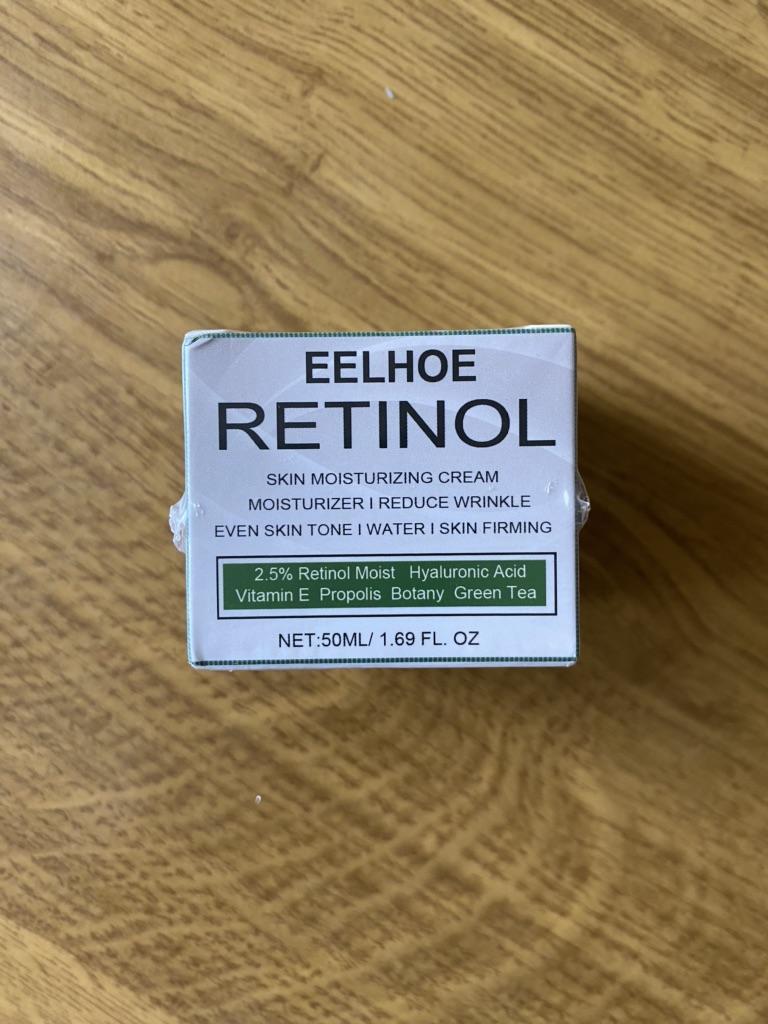 EELHOE
RETINOL
SKIN MOISTURIZING CREAM
MOISTURIZER I REDUCE WRINKLE
EVEN SKIN TONE I WATER I SKIN FIRMING
2.5% Retinol Moist Hyaluronic Acid
Vitamin E Propolis Botany Green Tea
NET:50ML/ 1.69 FL. OZ